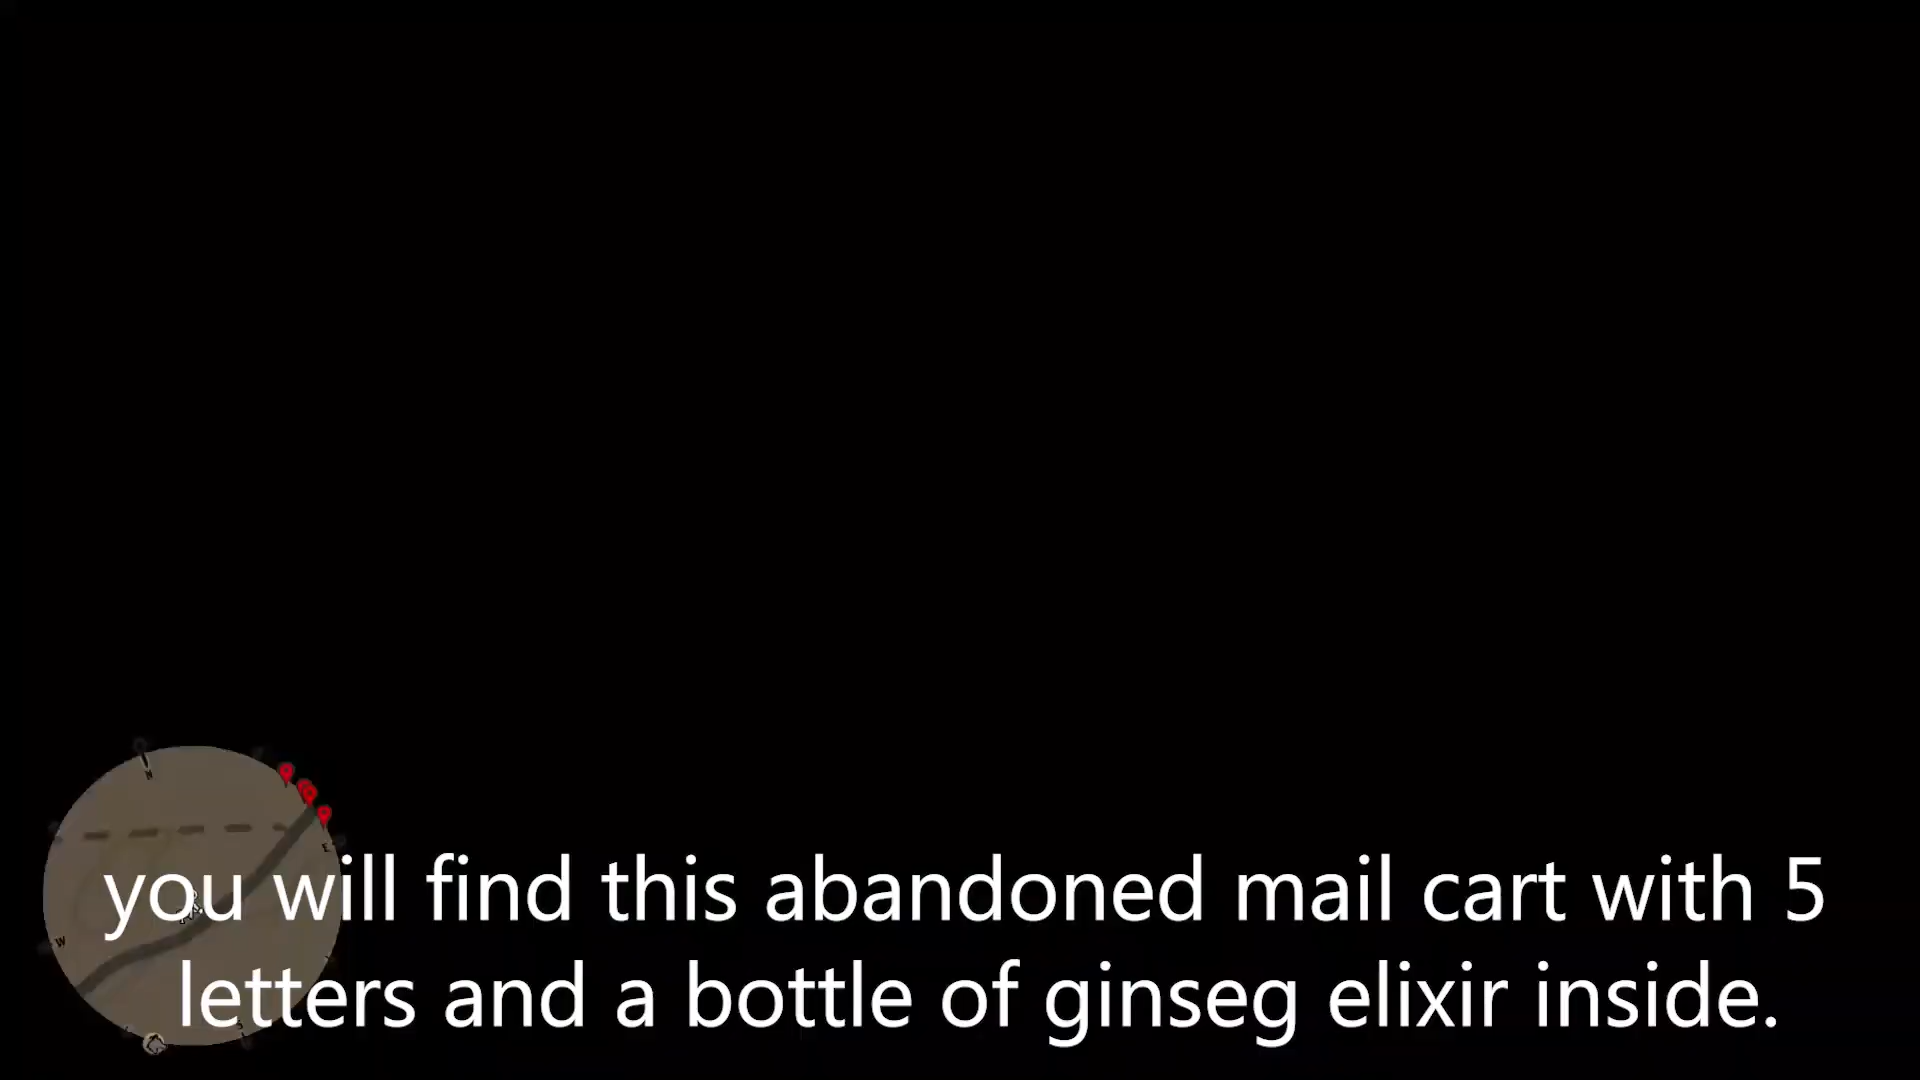 N
E
W
you will find this abandoned mail cart with 5
letters and a bottle of ginseg elixir inside.
S